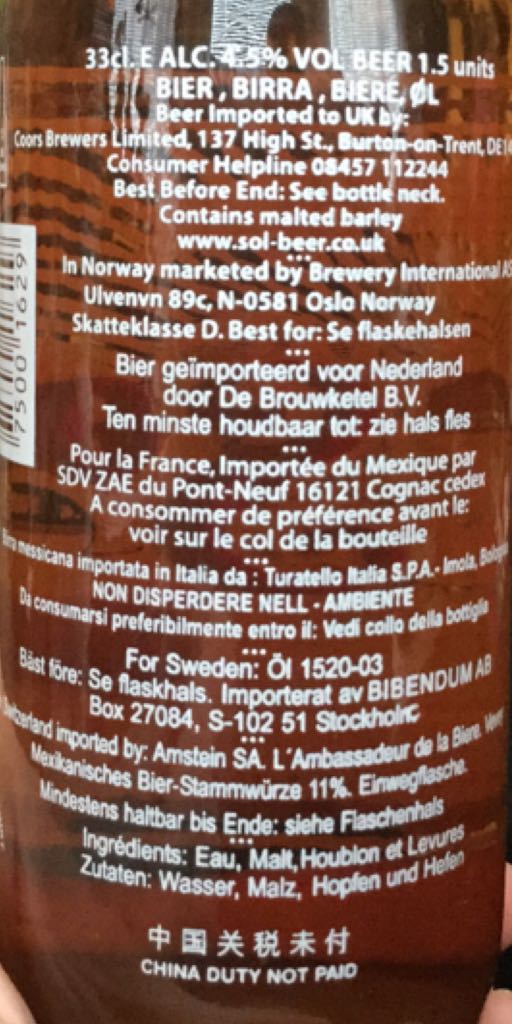 33cl. E ALC. 4.5% VOL BEER 1.5 units
BIER, BIRRA, BIERE, ØL
Beer Imported to UK by:
Coors Brewers Limited, 137 High St., Burton-on-Trent, DE14
Consumer Helpline 08457 112244
Best Before End: See bottle neck.
Contains malted barley
www.sol-beer.co.uk
In Norway marketed by Brewery International AS
Ulvenvn 89c, N-0581 Oslo Norway
Skatteklasse D. Best for: Se flaskehalsen
Bier geïmporteerd voor Nederland
door De Brouwketel B.V.
Ten minste houdbaar tot: zie hals fles
Pour la France, Importée du Mexique par
SDV ZAE du Pont-Neuf 16121 Cognac cedex
A consommer de préférence avant le:
voir sur le col de la bouteille
messicana importata in Italia da : Turatello Italia S.P.A.- Imola,
NON DISPERDERE NELL - AMBIENTE
Da consumarsi preferibilmente entro il: Vedi collo della bottiglia
For Sweden: Öl 1520-03
Bäst före: Se flaskhals. Importerat av BIBENDUM AB
Box 27084, S-102 51 Stockholm
imported by: Amstein SA. L´Ambassadeur de la Biere,
Mexikanisches Bier-Stammwürze 11%. Einwegflasche.
Mindestens haltbar bis Ende: siehe Flaschenhals
Ingrédients: Eau, Malt, Houblon et Levures
Zutaten: Wasser, Malz, Hopfen und Hefen
中国关税未付
CHINA DUTY NOT PAID
7500 1629